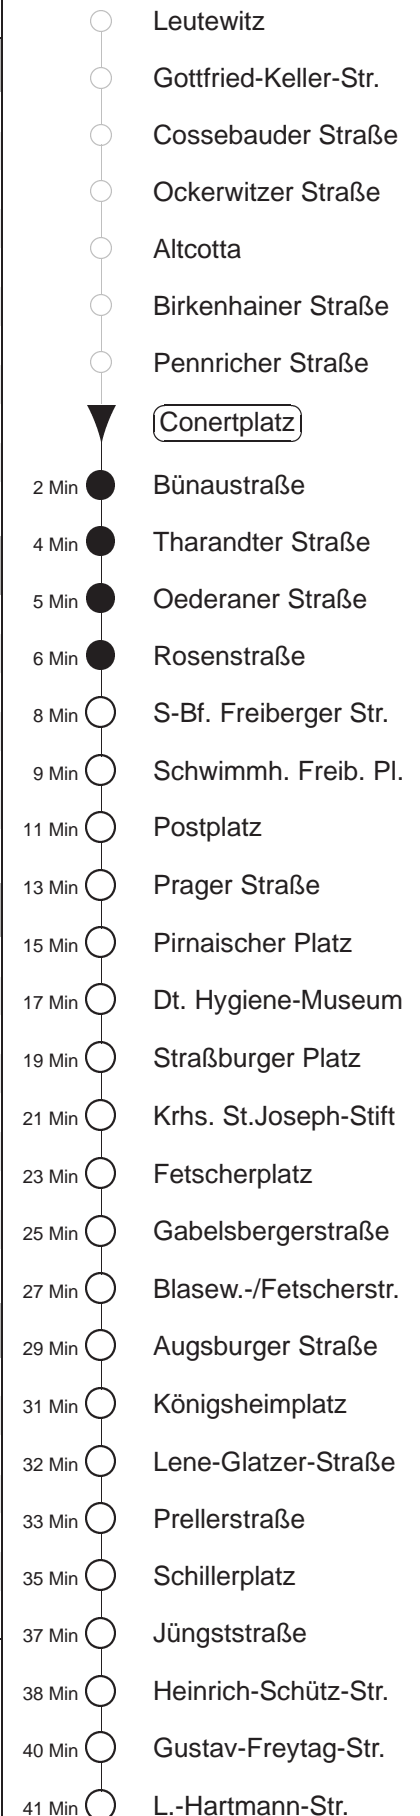 Leutewitz
Gottfried-Keller-Str.
Cossebauder Straße
Ockerwitzer Straße
Altcotta
Birkenhainer Straße
Pennricher Straße
Conertplatz
2 Min Bünaustraße
4 Min Tharandter Straße
5 Min Oederaner Straße
6 Min Rosenstraße
8 Min S-Bf. Freiberger Str.
9 Min Schwimmh. Freib. Pl.
11 Min Postplatz
13 Min Prager Straße
15 Min Pirnaischer Platz
17 Min Dt. Hygiene-Museum
19 Min Straßburger Platz
21 Min Krhs. St.Joseph-Stift
23 Min Fetscherplatz
25 Min Gabelsbergerstraße
27 Min Blasew.-/Fetscherstr.
29 Min Augsburger Straße
31 Min Königsheimplatz
32 Min Lene-Glatzer-Straße
33 Min Prellerstraße
35 Min Schillerplatz
37 Min Jüngststraße
38 Min Heinrich-Schütz-Str.
40 Min Gustav-Freytag-Str.
41 Min L.-Hartmann-Str.